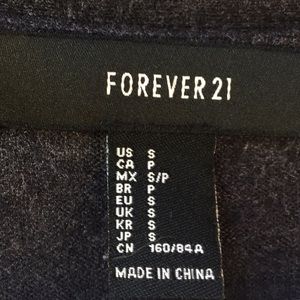 FOREVER 21
US S
CA P
MX S/P
BR P
EU S
UK S
KR S
JP S
CN 160/84A
MADE IN CHINA